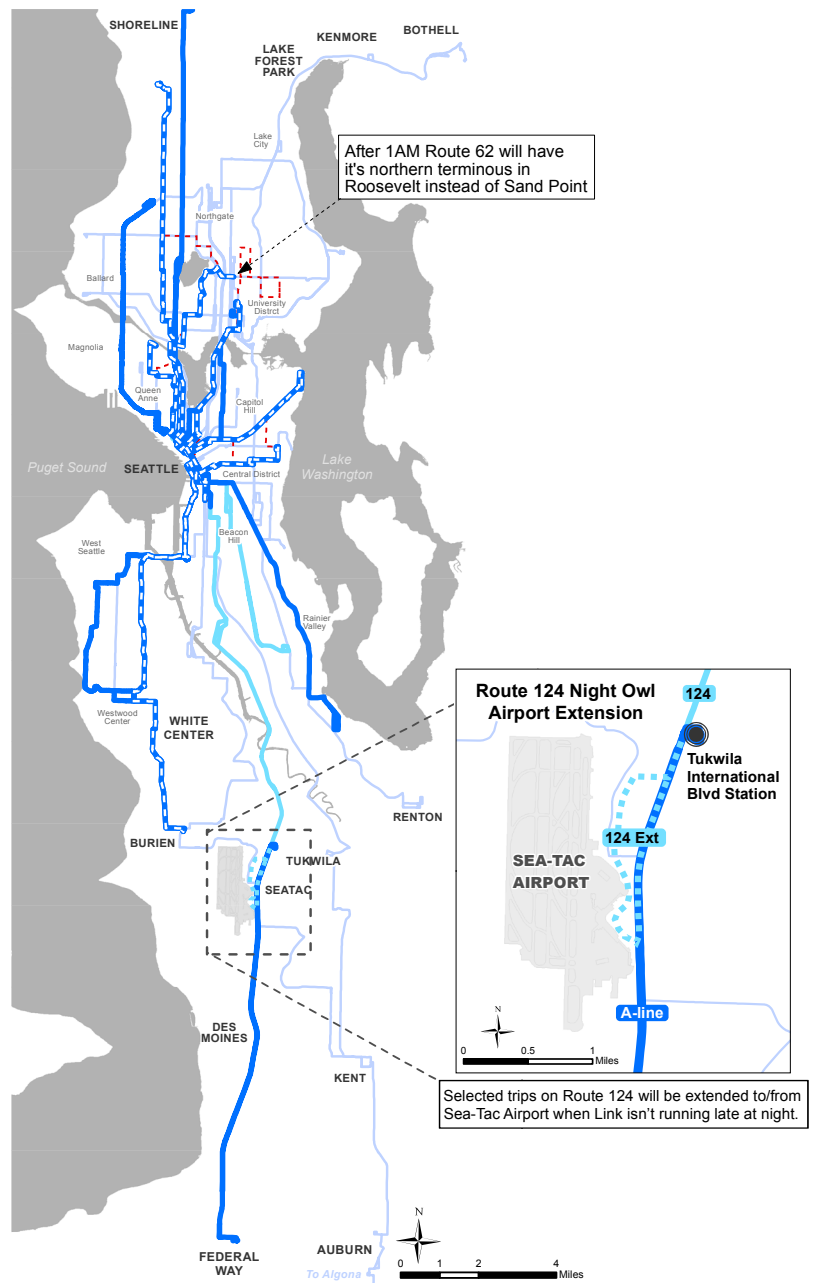 SHORELINE
KENMORE
BOTHELL
LAKE
FOREST
PARK
Lake
City
After 1AM Route 62 will have
it's northern terminous in
Roosevelt instead of Sand Point
Northgate
Ballard
University
Distrct
Magnolia
Queen
Anne
Capitol
Hill
Puget Sound
SEATTLE
Central District
Lake
Washington
Beacon
Hill
West
Seattle
Rainier
Valley
Westwood
Center
WHITE
CENTER
RENTON
BURIEN
TUKWILA
SEATAC
DES
MOINES
KENT
FEDERAL
WAY
AUBURN
To Algona
N
0 1 2 4
Miles
Route 124 Night Owl
Airport Extension
124
Tukwila
International
Blvd Station
124 Ext
SEA-TAC
AIRPORT
A-line
N
0 0.5 1
Miles
Selected trips on Route 124 will be extended to/from
Sea-Tac Airport when Link isn't running late at night.